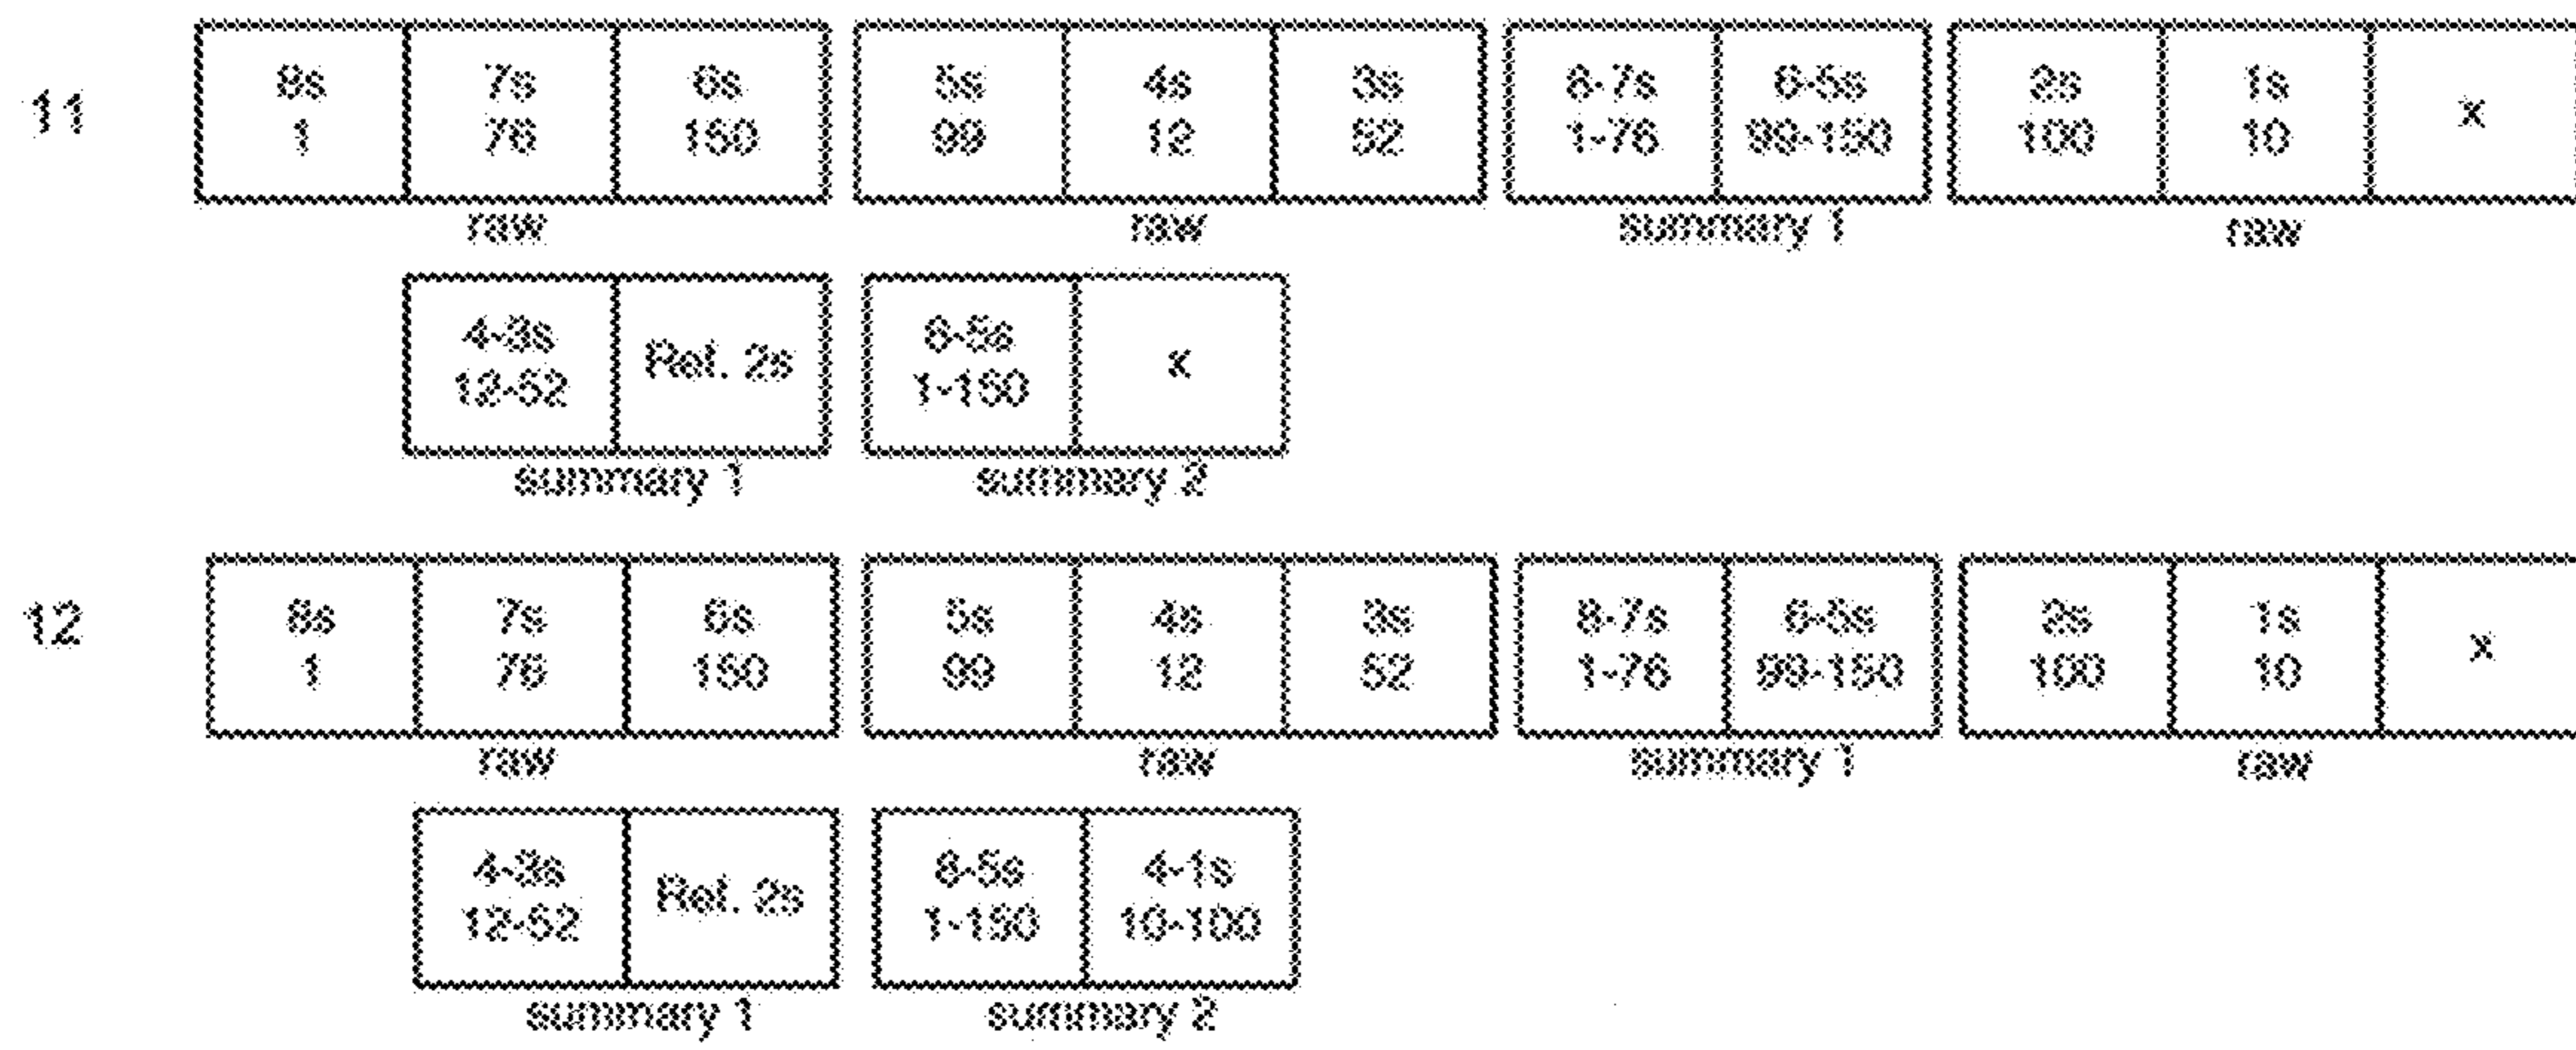 11
8s
1
7s
76
6s
150
5s
99
4s
12
3s
52
8-7s
1-76
6-5s
99-150
2s
100
1s
10
x
raw
raw
summary 1
raw
4-3s
12-52
Ref. 2s
8-5s
1-150
x
summary 1
summary 2
12
8s
1
7s
76
6s
150
5s
99
4s
12
3s
52
8-7s
1-76
6-5s
99-150
2s
100
1s
10
x
raw
raw
summary 1
raw
4-3s
12-52
Ref. 2s
8-5s
1-150
4-1s
10-100
summary 1
summary 2